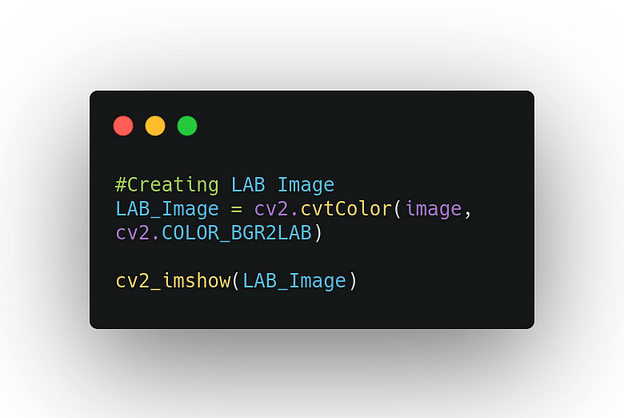 #Creating LAB Image
LAB_Image = cv2.cvtColor(image,
cv2.COLOR_BGR2LAB)
cv2_imshow(LAB_Image)